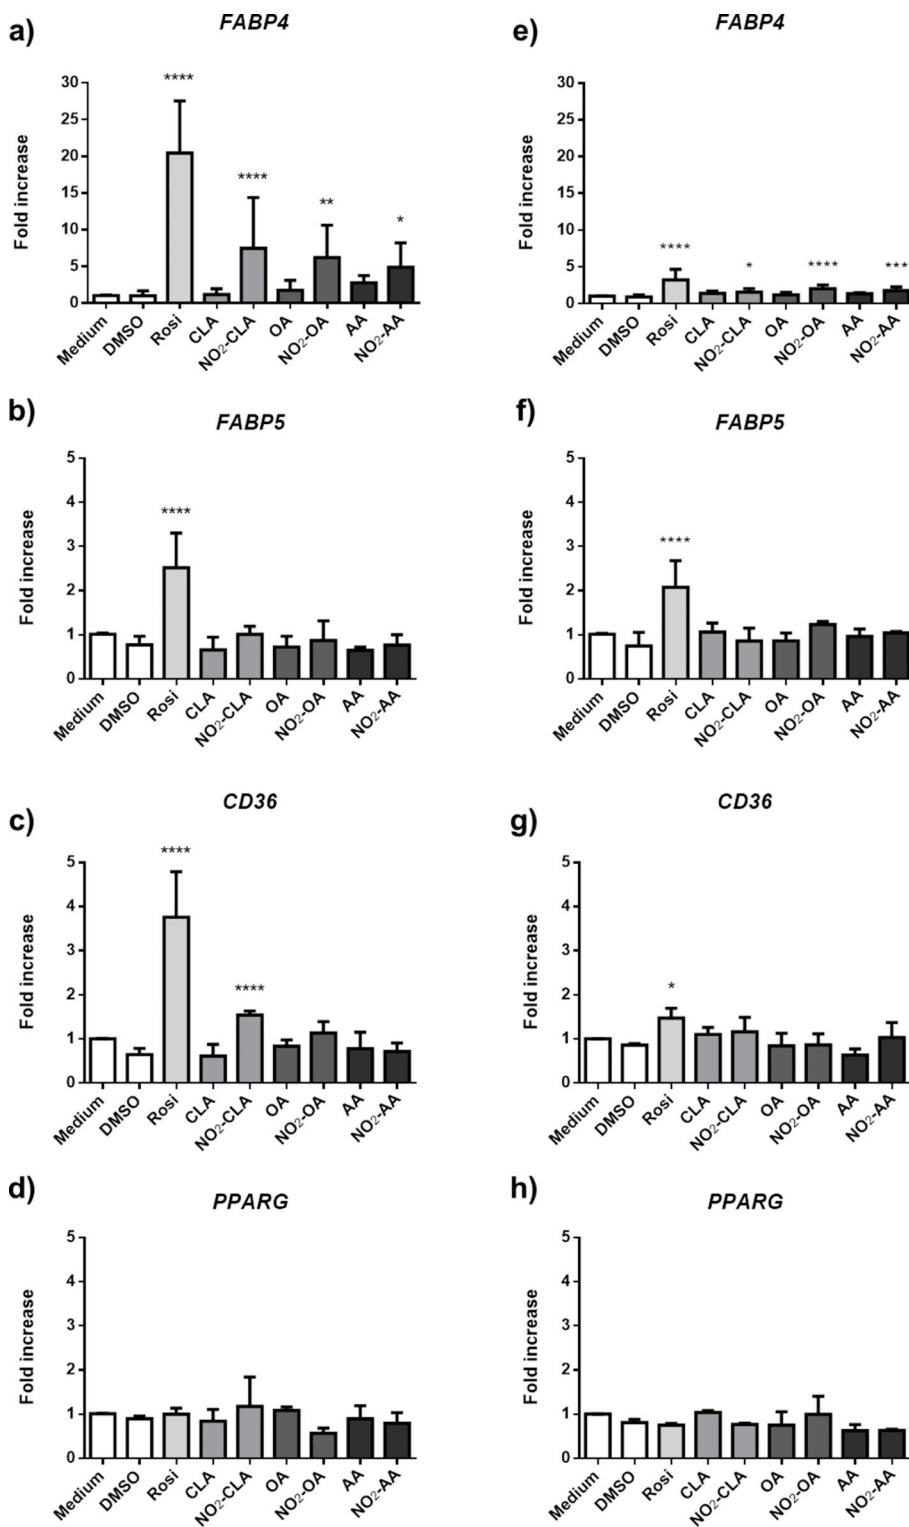 a)
FABP4
Fold increase
30
25
20
15
10
5
0
****
****
**
*
Medium
DMSO
Rosi
CLA
NO₂-CLA
OA
NO₂-OA
AA
NO₂-AA
e)
FABP4
Fold increase
30
25
20
15
10
5
0
****
*
****
***
Medium
DMSO
Rosi
CLA
NO₂-CLA
OA
NO₂-OA
AA
NO₂-AA
b)
FABP5
Fold increase
5
4
3
2
1
0
****
Medium
DMSO
Rosi
CLA
NO₂-CLA
OA
NO₂-OA
AA
NO₂-AA
f)
FABP5
Fold increase
5
4
3
2
1
0
****
Medium
DMSO
Rosi
CLA
NO₂-CLA
OA
NO₂-OA
AA
NO₂-AA
c)
CD36
Fold increase
5
4
3
2
1
0
****
****
Medium
DMSO
Rosi
CLA
NO₂-CLA
OA
NO₂-OA
AA
NO₂-AA
g)
CD36
Fold increase
5
4
3
2
1
0
*
Medium
DMSO
Rosi
CLA
NO₂-CLA
OA
NO₂-OA
AA
NO₂-AA
d)
PPARG
Fold increase
5
4
3
2
1
0
Medium
DMSO
Rosi
CLA
NO₂-CLA
OA
NO₂-OA
AA
NO₂-AA
h)
PPARG
Fold increase
5
4
3
2
1
0
Medium
DMSO
Rosi
CLA
NO₂-CLA
OA
NO₂-OA
AA
NO₂-AA